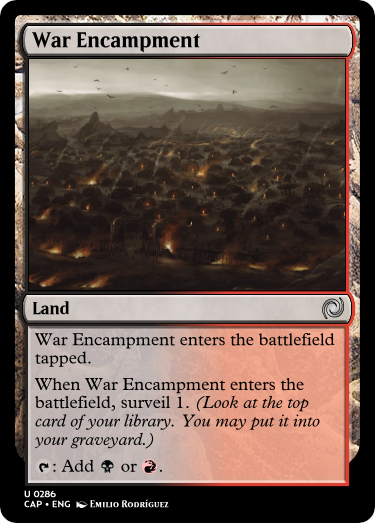 War Encampment
Land
War Encampment enters the battlefield
tapped.
When War Encampment enters the
battlefield, surveil 1. (Look at the top
card of your library. You may put it into
your graveyard.)
: Add or .
U 0286
CAP • ENG Emilio Rodríguez